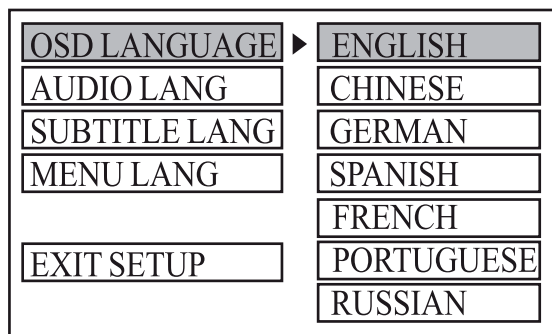 OSD LANGUAGE
AUDIO LANG
SUBTITLE LANG
MENU LANG
EXIT SETUP
ENGLISH
CHINESE
GERMAN
SPANISH
FRENCH
PORTUGUESE
RUSSIAN